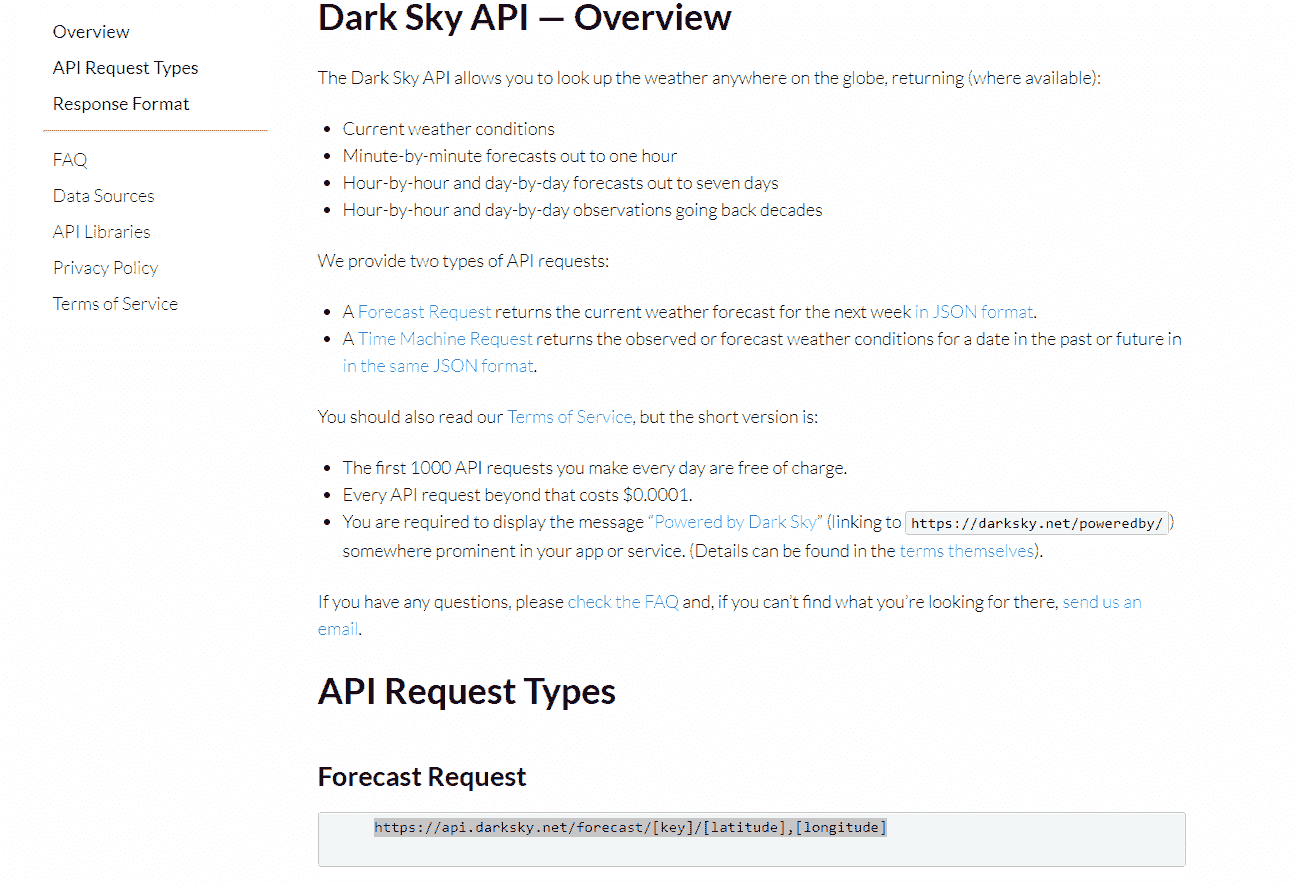 Overview
API Request Types
Response Format
FAQ
Data Sources
API Libraries
Privacy Policy
Terms of Service
Dark Sky API — Overview
The Dark Sky API allows you to look up the weather anywhere on the globe, returning (where available):
• Current weather conditions
• Minute-by-minute forecasts out to one hour
• Hour-by-hour and day-by-day forecasts out to seven days
• Hour-by-hour and day-by-day observations going back decades
We provide two types of API requests:
• A Forecast Request returns the current weather forecast for the next week in JSON format.
• A Time Machine Request returns the observed or forecast weather conditions for a date in the past or future in
in the same JSON format.
You should also read our Terms of Service, but the short version is:
• The first 1000 API requests you make every day are free of charge.
• Every API request beyond that costs $0.0001.
• You are required to display the message “Powered by Dark Sky” (linking to https://darksky.net/poweredby/)
somewhere prominent in your app or service. (Details can be found in the terms themselves).
If you have any questions, please check the FAQ and, if you can’t find what you’re looking for there, send us an
email.
API Request Types
Forecast Request
https://api.darksky.net/forecast/[key]/[latitude],[longitude]